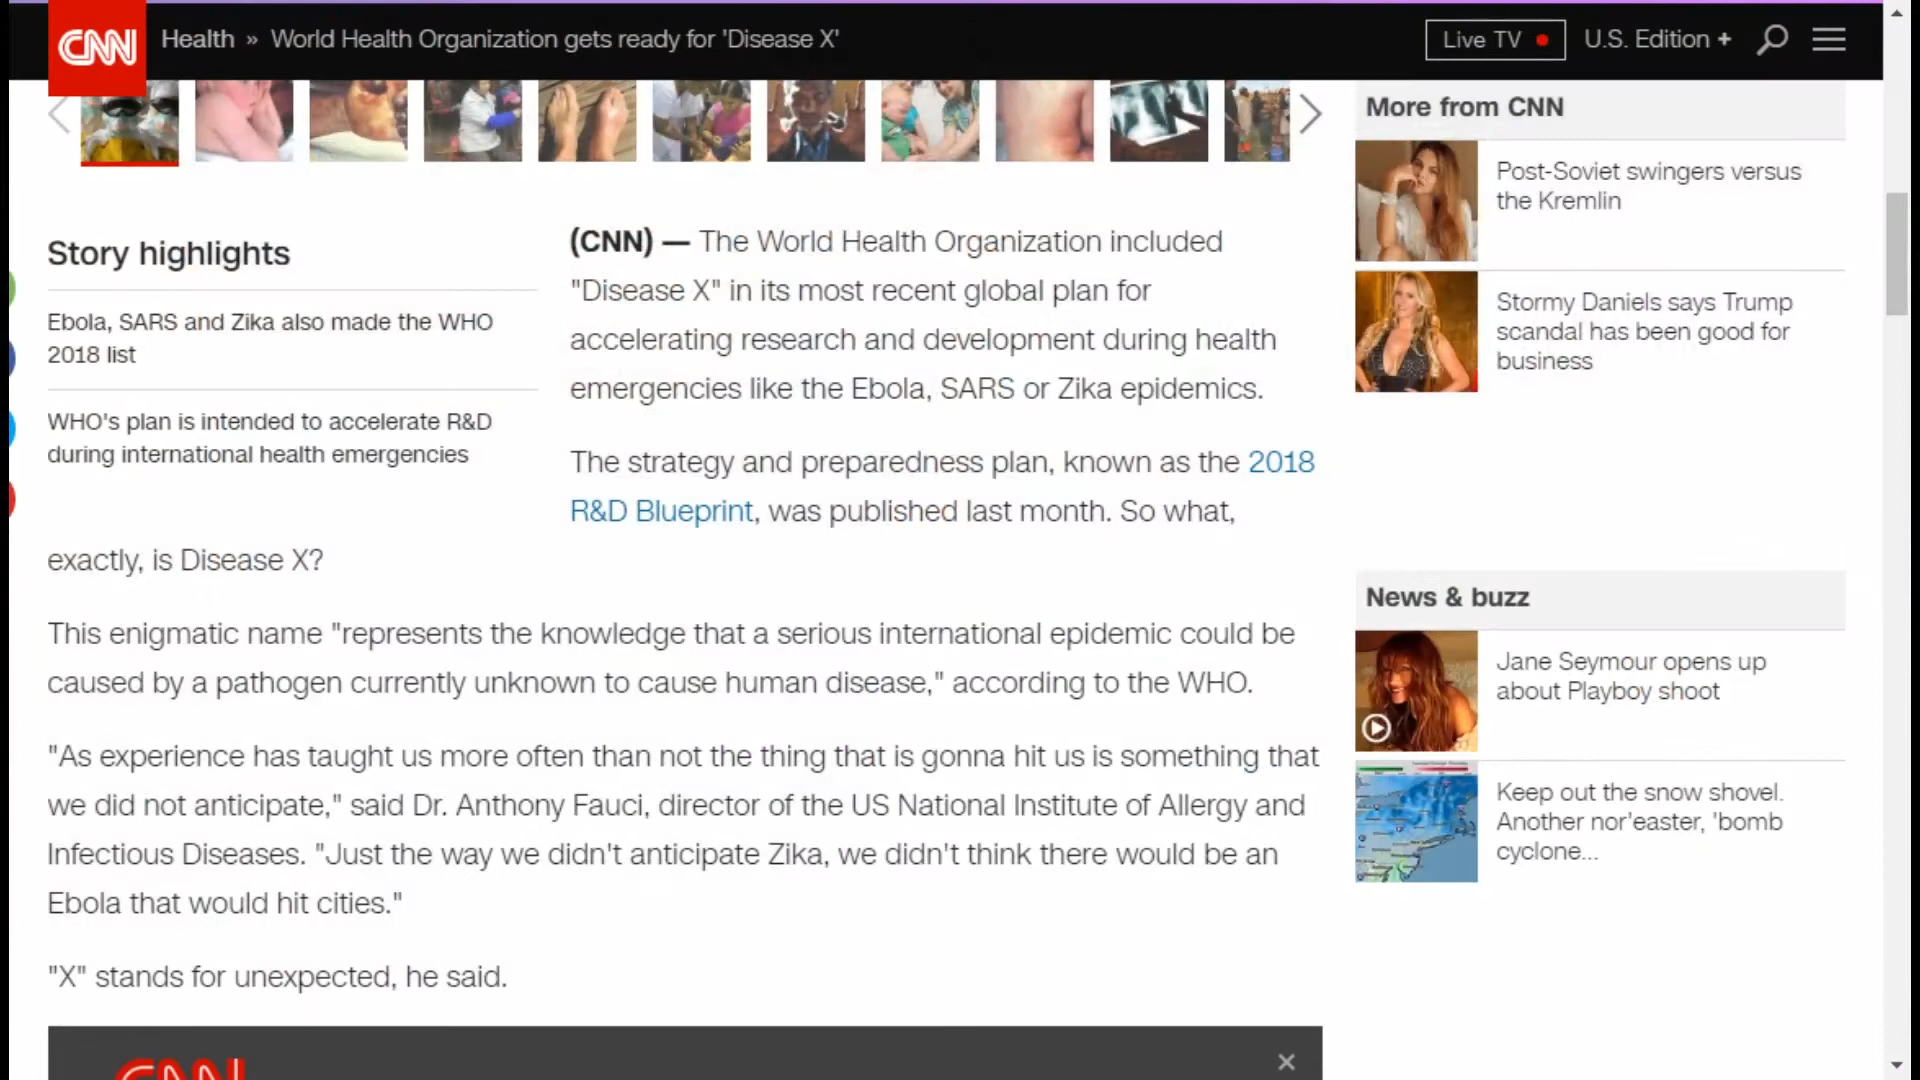 CNN Health » World Health Organization gets ready for 'Disease X' Live TV U.S. Edition +
Story highlights
Ebola, SARS and Zika also made the WHO
2018 list
WHO's plan is intended to accelerate R&D
during international health emergencies
(CNN) — The World Health Organization included
"Disease X" in its most recent global plan for
accelerating research and development during health
emergencies like the Ebola, SARS or Zika epidemics.
The strategy and preparedness plan, known as the 2018
R&D Blueprint, was published last month. So what,
exactly, is Disease X?
This enigmatic name "represents the knowledge that a serious international epidemic could be
caused by a pathogen currently unknown to cause human disease," according to the WHO.
"As experience has taught us more often than not the thing that is gonna hit us is something that
we did not anticipate," said Dr. Anthony Fauci, director of the US National Institute of Allergy and
Infectious Diseases. "Just the way we didn't anticipate Zika, we didn't think there would be an
Ebola that would hit cities."
"X" stands for unexpected, he said.
CNN
More from CNN
Post-Soviet swingers versus
the Kremlin
Stormy Daniels says Trump
scandal has been good for
business
News & buzz
Jane Seymour opens up
about Playboy shoot
Keep out the snow shovel.
Another nor'easter, 'bomb
cyclone...